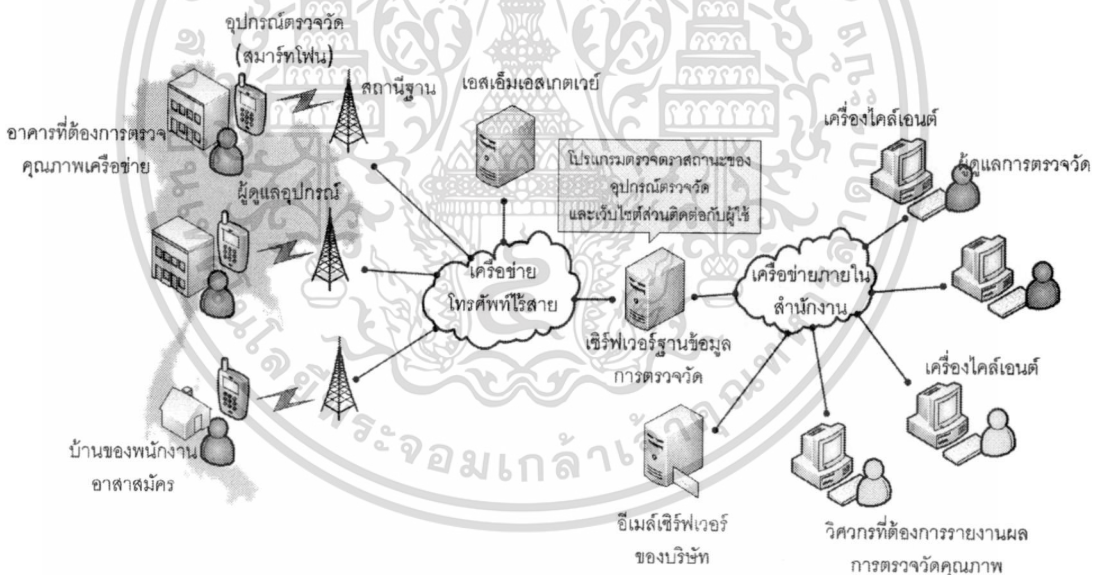 อุปกรณ์ตรวจวัด
(สมาร์ทโฟน)
สถานีฐาน
เอสเอ็มเอสเกตเวย์
อาคารที่ต้องการตรวจ
คุณภาพเครือข่าย
ผู้ดูแลอุปกรณ์
โปรแกรมตรวจตราสถานะของ
อุปกรณ์ตรวจวัด
และเว็บไซต์ส่วนติดต่อกับผู้ใช้
เครื่องไคล์เอนต์
ผู้ดูแลการตรวจวัด
เครือข่าย
โทรศัพท์ไร้สาย
เครือข่ายภายใน
สำนักงาน
เซิร์ฟเวอร์ฐานข้อมูล
การตรวจวัด
เครื่องไคล์เอนต์
บ้านของพนักงาน
อาสาสมัคร
อีเมล์เซิร์ฟเวอร์
ของบริษัท
วิศวกรที่ต้องการรายงานผล
การตรวจวัดคุณภาพ